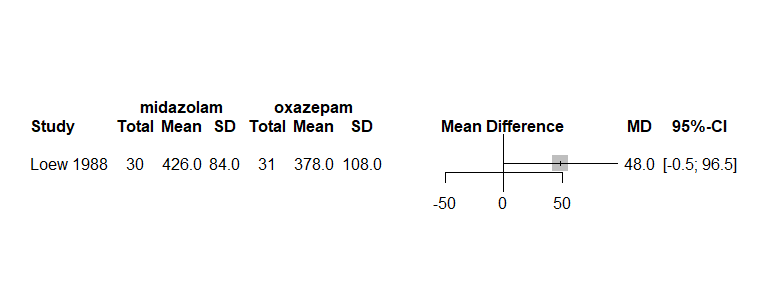 midazolam oxazepam
Study Total Mean SD Total Mean SD Mean Difference MD 95%-CI
Loew 1988 30 426.0 84.0 31 378.0 108.0 48.0 [-0.5; 96.5]
-50 0 50